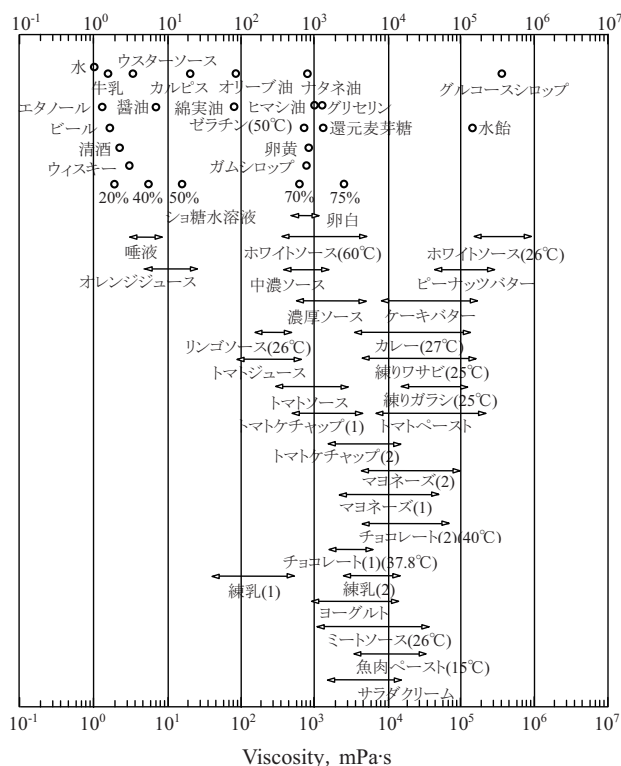 10-1 100 101 102 103 104 105 106 107
水 ウスターソース
牛乳 カルピス オリーブ油 ナタネ油 グルコースシロップ
エタノール 醤油 綿実油 ヒマシ油 グリセリン
ビール ゼラチン(50℃) 還元麦芽糖 水飴
清酒 卵黄
ウィスキー ガムシロップ
20% 40% 50% 70% 75%
ショ糖水溶液 卵白
唾液 ホワイトソース(60℃) ホワイトソース(26℃)
オレンジジュース 中濃ソース ピーナッツバター
濃厚ソース ケーキバター
リンゴソース(26℃) カレー(27℃)
トマトジュース 練りワサビ(25℃)
トマトソース 練りガラシ(25℃)
トマトケチャップ(1) トマトペースト
トマトケチャップ(2)
マヨネーズ(2)
マヨネーズ(1)
チョコレート(2)(40℃)
チョコレート(1)(37.8℃)
練乳(1) 練乳(2)
ヨーグルト
ミートソース(26℃)
魚肉ペースト(15℃)
サラダクリーム
10-1 100 101 102 103 104 105 106 107
Viscosity, mPa·s